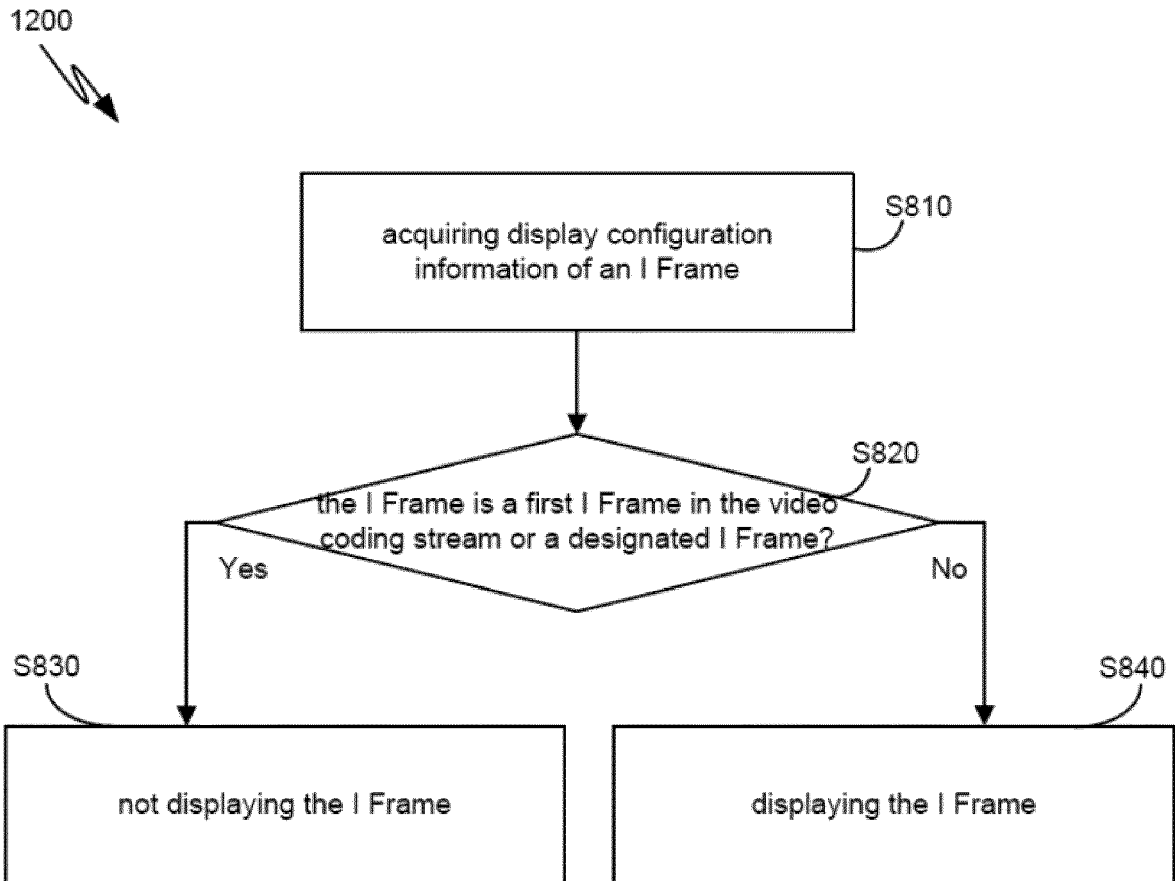 1200
S810
acquiring display configuration
information of an I Frame
S820
the I Frame is a first I Frame in the video
coding stream or a designated I Frame?
Yes
No
S830
S840
not displaying the I Frame
displaying the I Frame